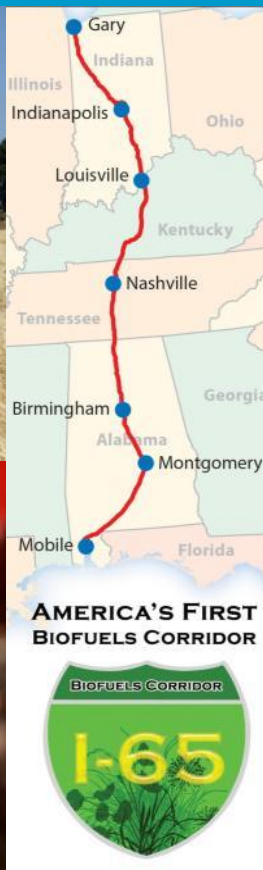 Gary
Indiana
Illinois
Indianapolis
Ohio
Louisville
Kentucky
Nashville
Tennessee
Georgia
Birmingham
Alabama
Montgomery
Mobile
Florida
AMERICA'S FIRST
BIOFUELS CORRIDOR
BIOFUELS CORRIDOR
I-65